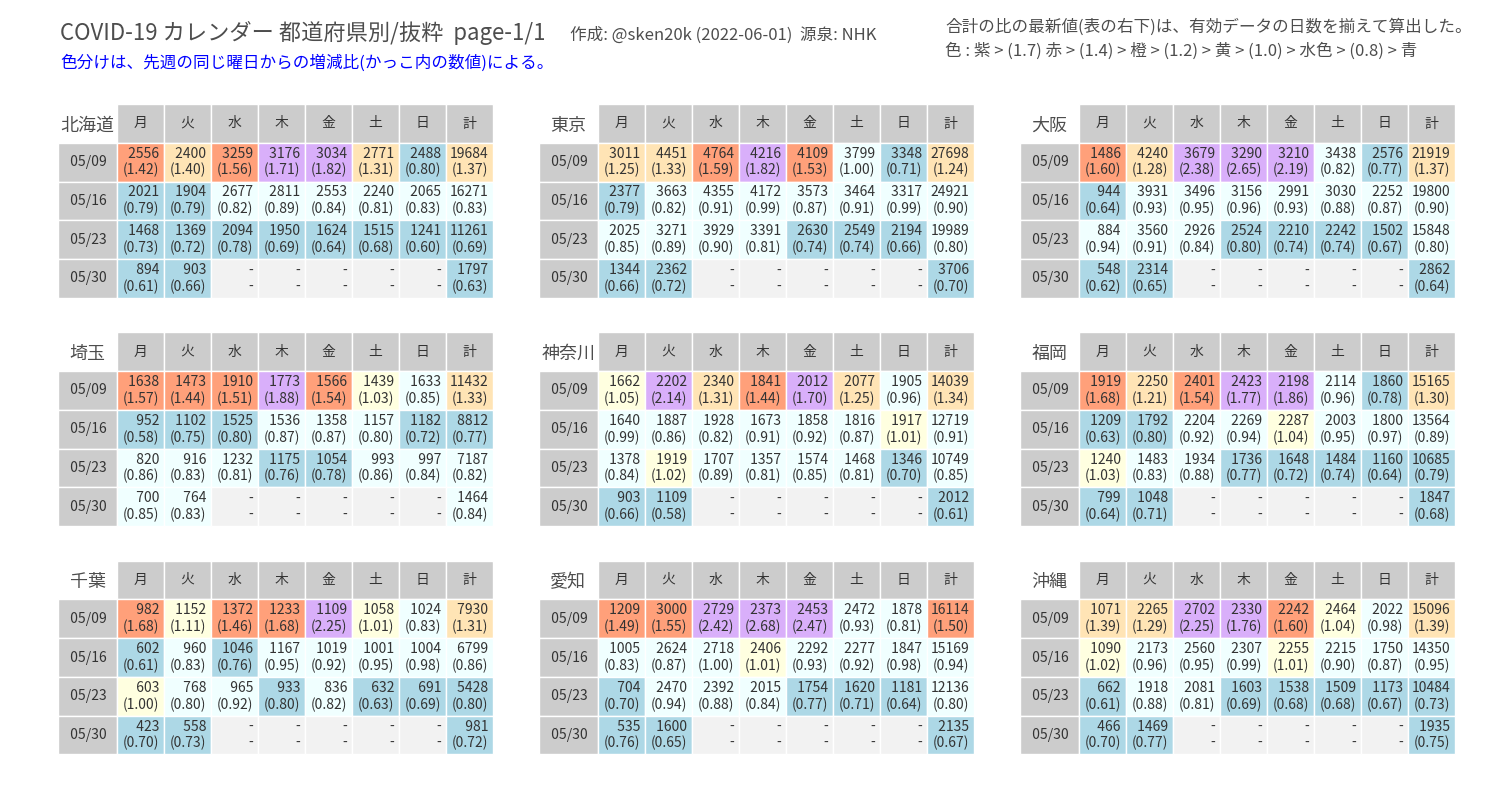 COVID-19 カレンダー 都道府県別/抜粋 page-1/1 作成: @sken20k (2022-06-01) 源泉: NHK
色分けは、先週の同じ曜日からの増減比(かっこ内の数値)による。
合計の比の最新値(表の右下)は、有効データの日数を揃えて算出した。
色 : 紫 > (1.7) 赤 > (1.4) > 橙 > (1.2) > 黄 > (1.0) > 水色 > (0.8) > 青
北海道 月 火 水 木 金 土 日 計
05/09 2556 2400 3259 3176 3034 2771 2488 19684
(1.42) (1.40) (1.56) (1.71) (1.82) (1.31) (0.80) (1.37)
05/16 2021 1904 2677 2811 2553 2240 2065 16271
(0.79) (0.79) (0.82) (0.89) (0.84) (0.81) (0.83) (0.83)
05/23 1468 1369 2094 1950 1624 1515 1241 11261
(0.73) (0.72) (0.78) (0.69) (0.64) (0.68) (0.60) (0.69)
05/30 894 903 - - - - - 1797
(0.61) (0.66) - - - - - (0.63)
東京 月 火 水 木 金 土 日 計
05/09 3011 4451 4764 4216 4109 3799 3348 27698
(1.25) (1.33) (1.59) (1.82) (1.53) (1.00) (0.71) (1.24)
05/16 2377 3663 4355 4172 3573 3464 3317 24921
(0.79) (0.82) (0.91) (0.99) (0.87) (0.91) (0.99) (0.90)
05/23 2025 3271 3929 3391 2630 2549 2194 19989
(0.85) (0.89) (0.90) (0.81) (0.74) (0.74) (0.66) (0.80)
05/30 1344 2362 - - - - - 3706
(0.66) (0.72) - - - - - (0.70)
大阪 月 火 水 木 金 土 日 計
05/09 1486 4240 3679 3290 3210 3438 2576 21919
(1.60) (1.28) (2.38) (2.65) (2.19) (0.82) (0.77) (1.37)
05/16 944 3931 3496 3156 2991 3030 2252 19800
(0.64) (0.93) (0.95) (0.96) (0.93) (0.88) (0.87) (0.90)
05/23 884 3560 2926 2524 2210 2242 1502 15848
(0.94) (0.91) (0.84) (0.80) (0.74) (0.74) (0.67) (0.80)
05/30 548 2314 - - - - - 2862
(0.62) (0.65) - - - - - (0.64)
埼玉 月 火 水 木 金 土 日 計
05/09 1638 1473 1910 1773 1566 1439 1633 11432
(1.57) (1.44) (1.51) (1.88) (1.54) (1.03) (0.85) (1.33)
05/16 952 1102 1525 1536 1358 1157 1182 8812
(0.58) (0.75) (0.80) (0.87) (0.87) (0.80) (0.72) (0.77)
05/23 820 916 1232 1175 1054 993 997 7187
(0.86) (0.83) (0.81) (0.76) (0.78) (0.86) (0.84) (0.82)
05/30 700 764 - - - - - 1464
(0.85) (0.83) - - - - - (0.84)
神奈川 月 火 水 木 金 土 日 計
05/09 1662 2202 2340 1841 2012 2077 1905 14039
(1.05) (2.14) (1.31) (1.44) (1.70) (1.25) (0.96) (1.34)
05/16 1640 1887 1928 1673 1858 1816 1917 12719
(0.99) (0.86) (0.82) (0.91) (0.92) (0.87) (1.01) (0.91)
05/23 1378 1919 1707 1357 1574 1468 1346 10749
(0.84) (1.02) (0.89) (0.81) (0.85) (0.81) (0.70) (0.85)
05/30 903 1109 - - - - - 2012
(0.66) (0.58) - - - - - (0.61)
福岡 月 火 水 木 金 土 日 計
05/09 1919 2250 2401 2423 2198 2114 1860 15165
(1.68) (1.21) (1.54) (1.77) (1.86) (0.96) (0.78) (1.30)
05/16 1209 1792 2204 2269 2287 2003 1800 13564
(0.63) (0.80) (0.92) (0.94) (1.04) (0.95) (0.97) (0.89)
05/23 1240 1483 1934 1736 1648 1484 1160 10685
(1.03) (0.83) (0.88) (0.77) (0.72) (0.74) (0.64) (0.79)
05/30 799 1048 - - - - - 1847
(0.64) (0.71) - - - - - (0.68)
千葉 月 火 水 木 金 土 日 計
05/09 982 1152 1372 1233 1109 1058 1024 7930
(1.68) (1.11) (1.46) (1.68) (2.25) (1.01) (0.83) (1.31)
05/16 602 960 1046 1167 1019 1001 1004 6799
(0.61) (0.83) (0.76) (0.95) (0.92) (0.95) (0.98) (0.86)
05/23 603 768 965 933 836 632 691 5428
(1.00) (0.80) (0.92) (0.80) (0.82) (0.63) (0.69) (0.80)
05/30 423 558 - - - - - 981
(0.70) (0.73) - - - - - (0.72)
愛知 月 火 水 木 金 土 日 計
05/09 1209 3000 2729 2373 2453 2472 1878 16114
(1.49) (1.55) (2.42) (2.68) (2.47) (0.93) (0.81) (1.50)
05/16 1005 2624 2718 2406 2292 2277 1847 15169
(0.83) (0.87) (1.00) (1.01) (0.93) (0.92) (0.98) (0.94)
05/23 704 2470 2392 2015 1754 1620 1181 12136
(0.70) (0.94) (0.88) (0.84) (0.77) (0.71) (0.64) (0.80)
05/30 535 1600 - - - - - 2135
(0.76) (0.65) - - - - - (0.67)
沖縄 月 火 水 木 金 土 日 計
05/09 1071 2265 2702 2330 2242 2464 2022 15096
(1.39) (1.29) (2.25) (1.76) (1.60) (1.04) (0.98) (1.39)
05/16 1090 2173 2560 2307 2255 2215 1750 14350
(1.02) (0.96) (0.95) (0.99) (1.01) (0.90) (0.87) (0.95)
05/23 662 1918 2081 1603 1538 1509 1173 10484
(0.61) (0.88) (0.81) (0.69) (0.68) (0.68) (0.67) (0.73)
05/30 466 1469 - - - - - 1935
(0.70) (0.77) - - - - - (0.75)